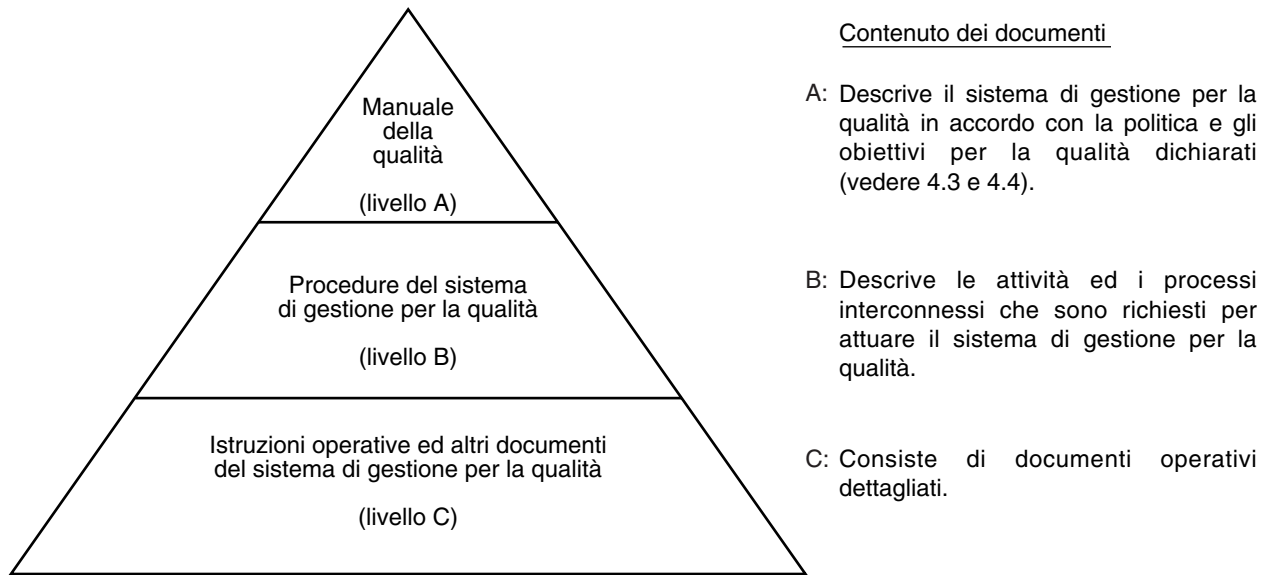 Manuale
della
qualità
(livello A)
Procedure del sistema
di gestione per la qualità
(livello B)
Istruzioni operative ed altri documenti
del sistema di gestione per la qualità
(livello C)
Contenuto dei documenti
A: Descrive il sistema di gestione per la
qualità in accordo con la politica e gli
obiettivi per la qualità dichiarati
(vedere 4.3 e 4.4).
B: Descrive le attività ed i processi
interconnessi che sono richiesti per
attuare il sistema di gestione per la
qualità.
C: Consiste di documenti operativi
dettagliati.